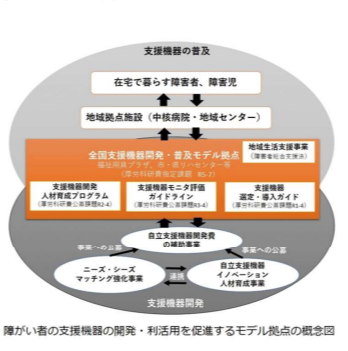 支援機器の普及
在宅で暮らす障害者、障害児
地域拠点施設（中核病院・地域センター）
地域生活支援事業
（障害者総合支援法）
全国支援機器開発・普及モデル拠点
福祉用具プラザ、市・県リハセンター等
（厚労科研費指定課題 R5-7）
支援機器開発
人材育成プログラム
（厚労科研費公募課題R2-4）
支援機器モニタ評価
ガイドライン
（厚労科研費公募課題R3-4）
支援機器
選定・導入ガイド
（厚労科研費公募課題R3-4）
自立支援機器開発費
の補助事業
事業への公募
事業への公募
ニーズ・シーズ
マッチング強化事業
連携
自立支援機器
イノベーション
人材育成事業
支援機器開発
障がい者の支援機器の開発・利活用を促進するモデル拠点の概念図